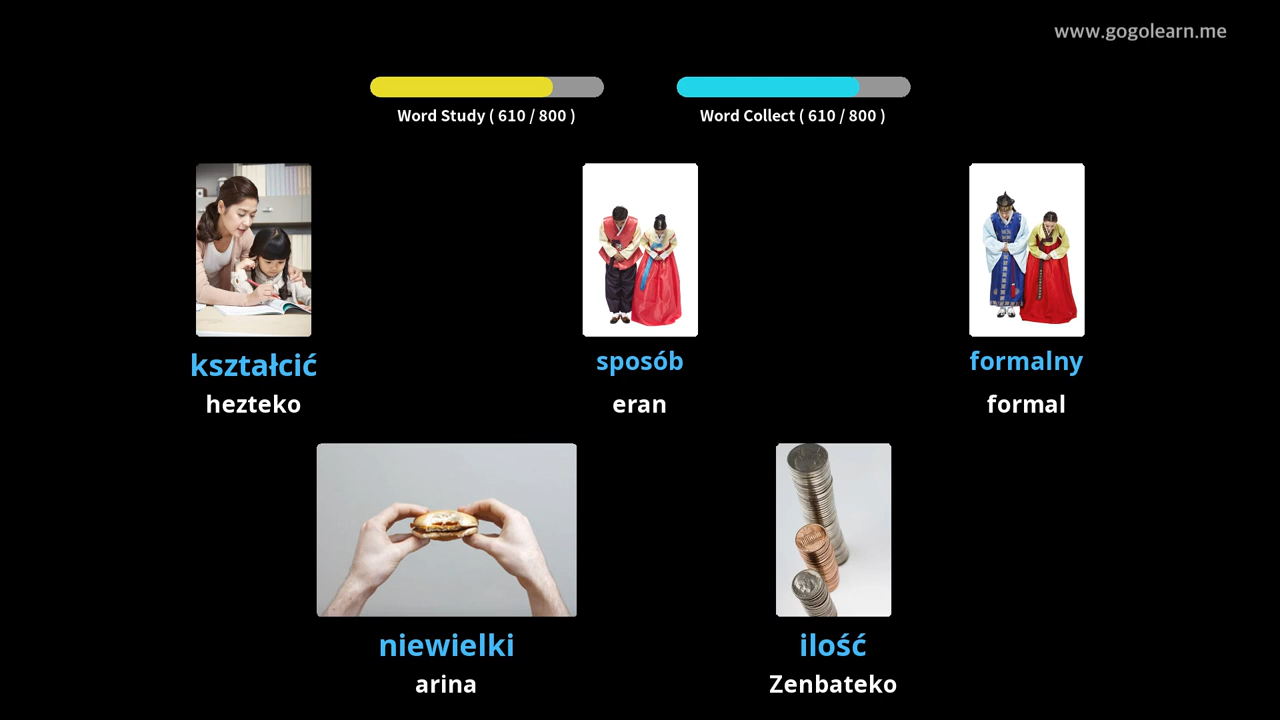 www.gogolearn.me
Word Study ( 610 / 800 )
Word Collect ( 610 / 800 )
kształcić
hezteko
sposób
eran
formalny
formal
niewielki
arina
ilość
Zenbateko